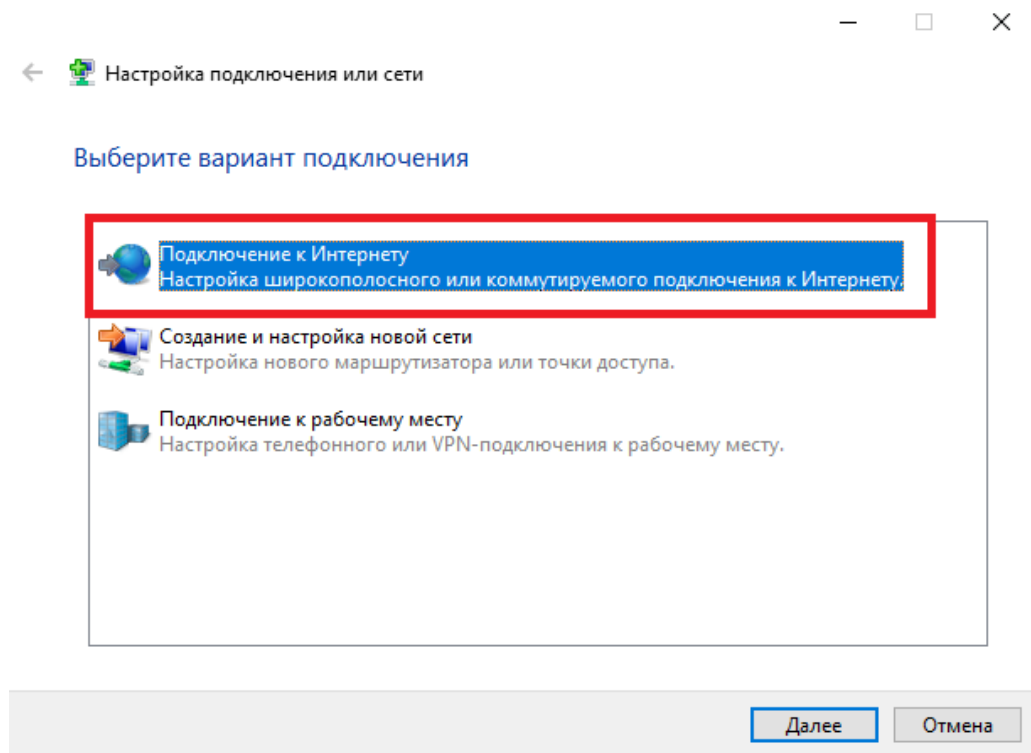 Настройка подключения или сети
Выберите вариант подключения
Подключение к Интернету
Настройка широкополосного или коммутируемого подключения к Интернету.
Создание и настройка новой сети
Настройка нового маршрутизатора или точки доступа.
Подключение к рабочему месту
Настройка телефонного или VPN-подключения к рабочему месту.
Далее
Отмена